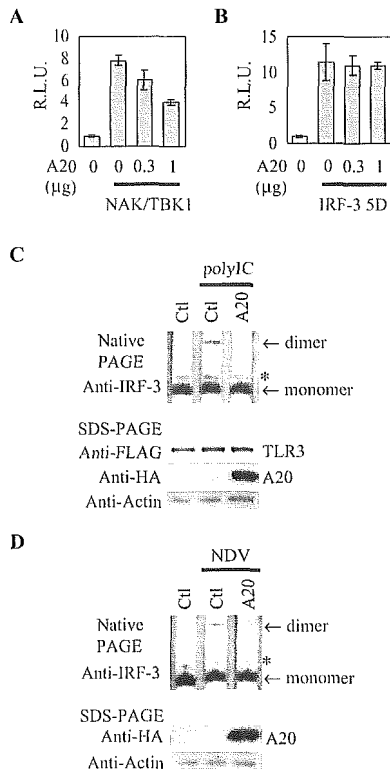 A
B
10
8
6
4
2
0
R.L.U.
15
10
5
0
R.L.U.
A20 0 0 0.3 1
(μg)
NAK/TBK1
0 0 0.3 1
IRF-3 5D
C
polyIC
Ctl Ctl A20
Native
PAGE
Anti-IRF-3
← dimer
*
← monomer
SDS-PAGE
Anti-FLAG TLR3
Anti-HA A20
Anti-Actin
D
NDV
Ctl Ctl A20
Native
PAGE
Anti-IRF-3
← dimer
*
← monomer
SDS-PAGE
Anti-HA A20
Anti-Actin